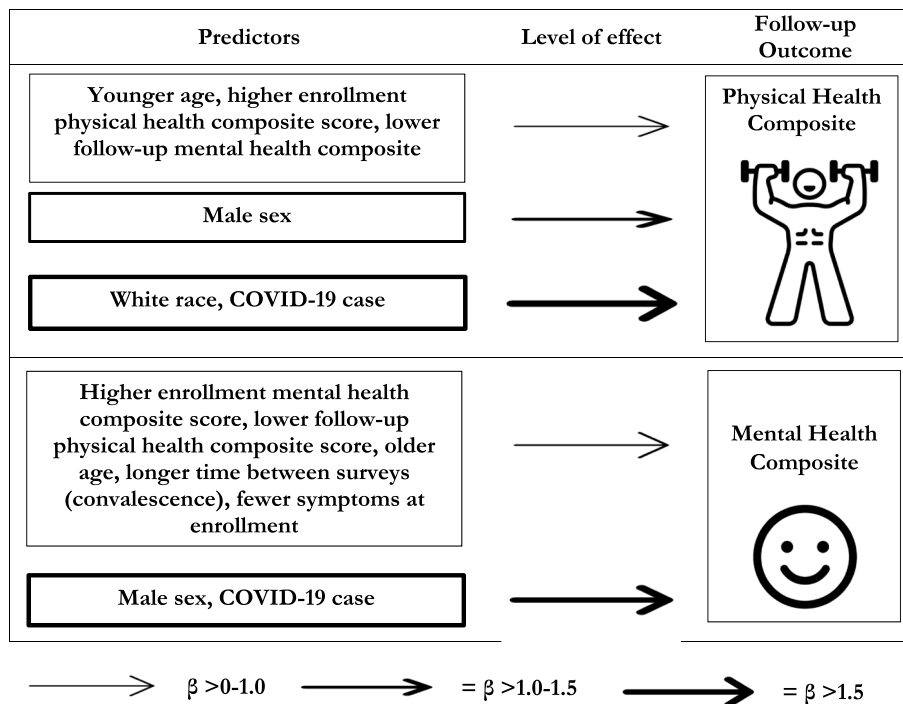 Predictors
Level of effect
Follow-up
Outcome
Younger age, higher enrollment
physical health composite score, lower
follow-up mental health composite
Male sex
White race, COVID-19 case
Physical Health
Composite
Higher enrollment mental health
composite score, lower follow-up
physical health composite score, older
age, longer time between surveys
(convalescence), fewer symptoms at
enrollment
Male sex, COVID-19 case
Mental Health
Composite
β >0-1.0
= β >1.0-1.5
= β >1.5